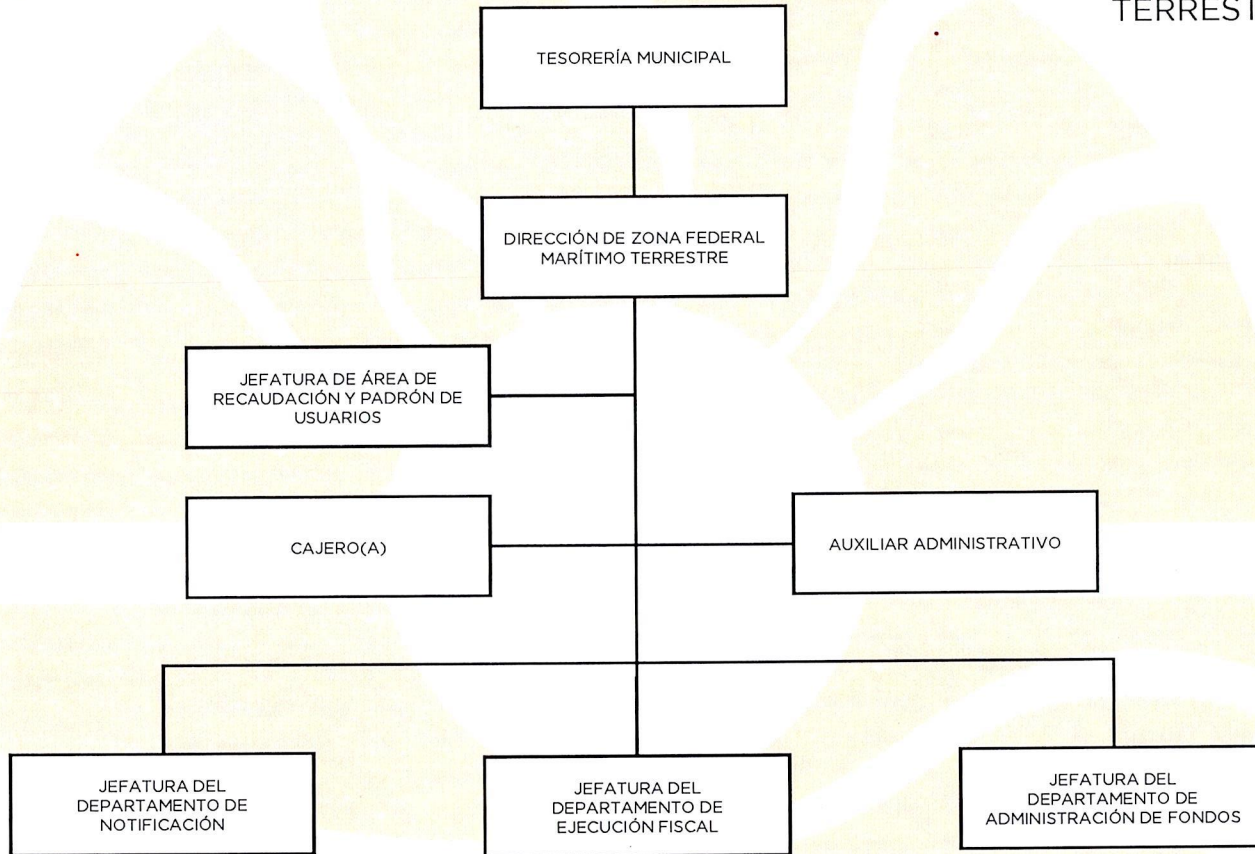 TESORERÍA MUNICIPAL
DIRECCIÓN DE ZONA FEDERAL
MARÍTIMO TERRESTRE
JEFATURA DE ÁREA DE
RECAUDACIÓN Y PADRÓN DE
USUARIOS
CAJERO(A)
AUXILIAR ADMINISTRATIVO
JEFATURA DEL
DEPARTAMENTO DE
NOTIFICACIÓN
JEFATURA DEL
DEPARTAMENTO DE
EJECUCIÓN FISCAL
JEFATURA DEL
DEPARTAMENTO DE
ADMINISTRACIÓN DE FONDOS